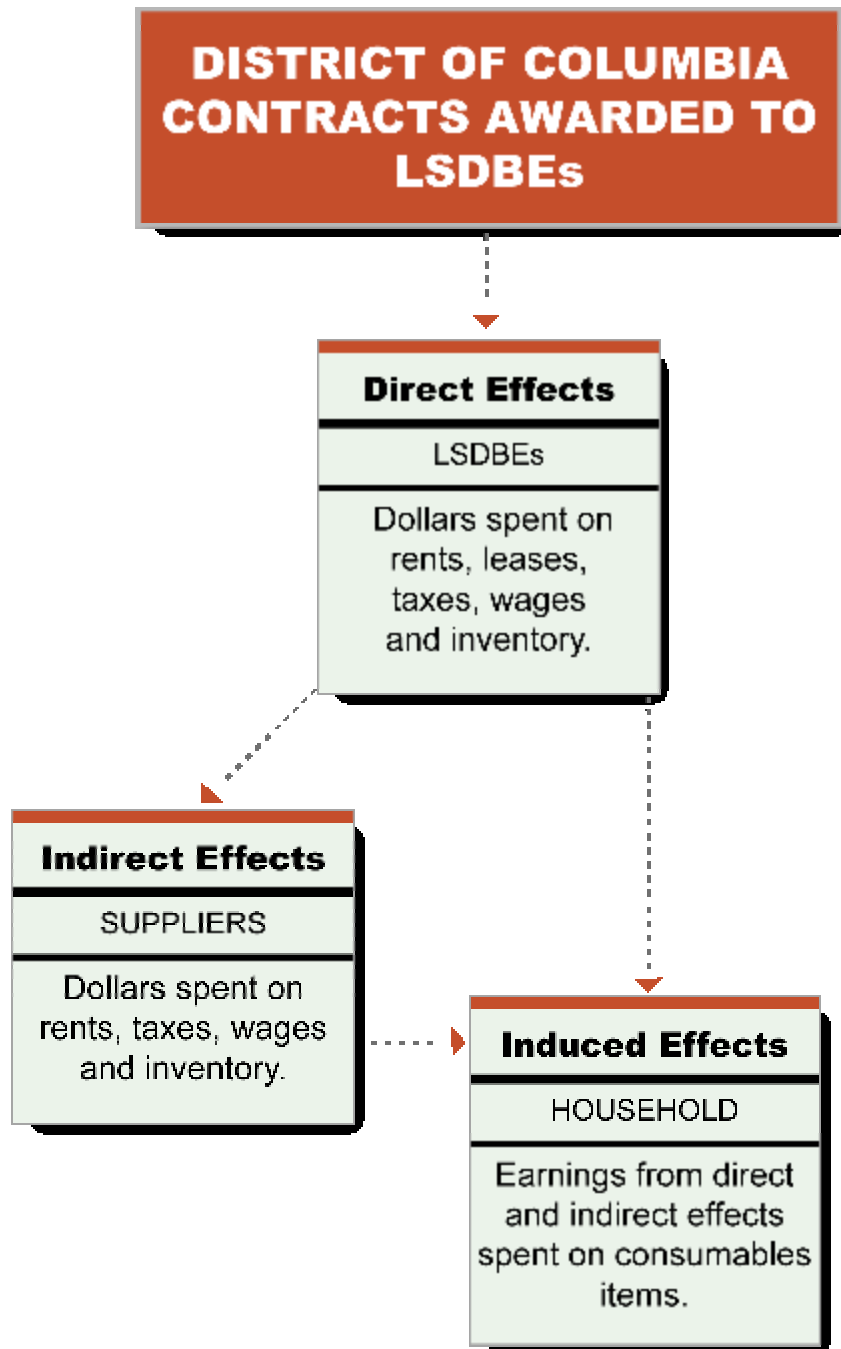 DISTRICT OF COLUMBIA
CONTRACTS AWARDED TO
LSDBEs
Direct Effects
LSDBEs
Dollars spent on
rents, leases,
taxes, wages
and inventory.
Indirect Effects
SUPPLIERS
Dollars spent on
rents, taxes, wages
and inventory.
Induced Effects
HOUSEHOLD
Earnings from direct
and indirect effects
spent on consumables
items.